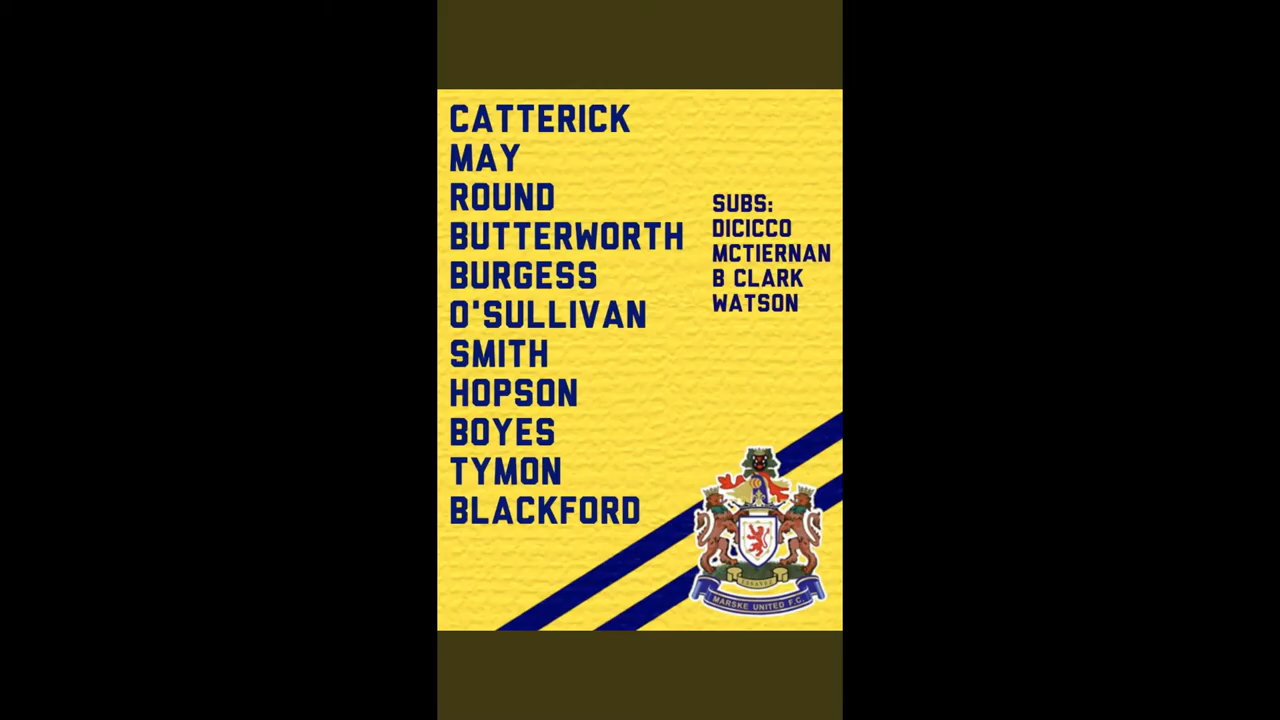 CATTERICK
MAY
ROUND
BUTTERWORTH
BURGESS
O'SULLIVAN
SMITH
HOPSON
BOYES
TYMON
BLACKFORD
SUBS:
DICICCO
MCTIERNAN
B CLARK
WATSON
MARSKE UNITED F.C.